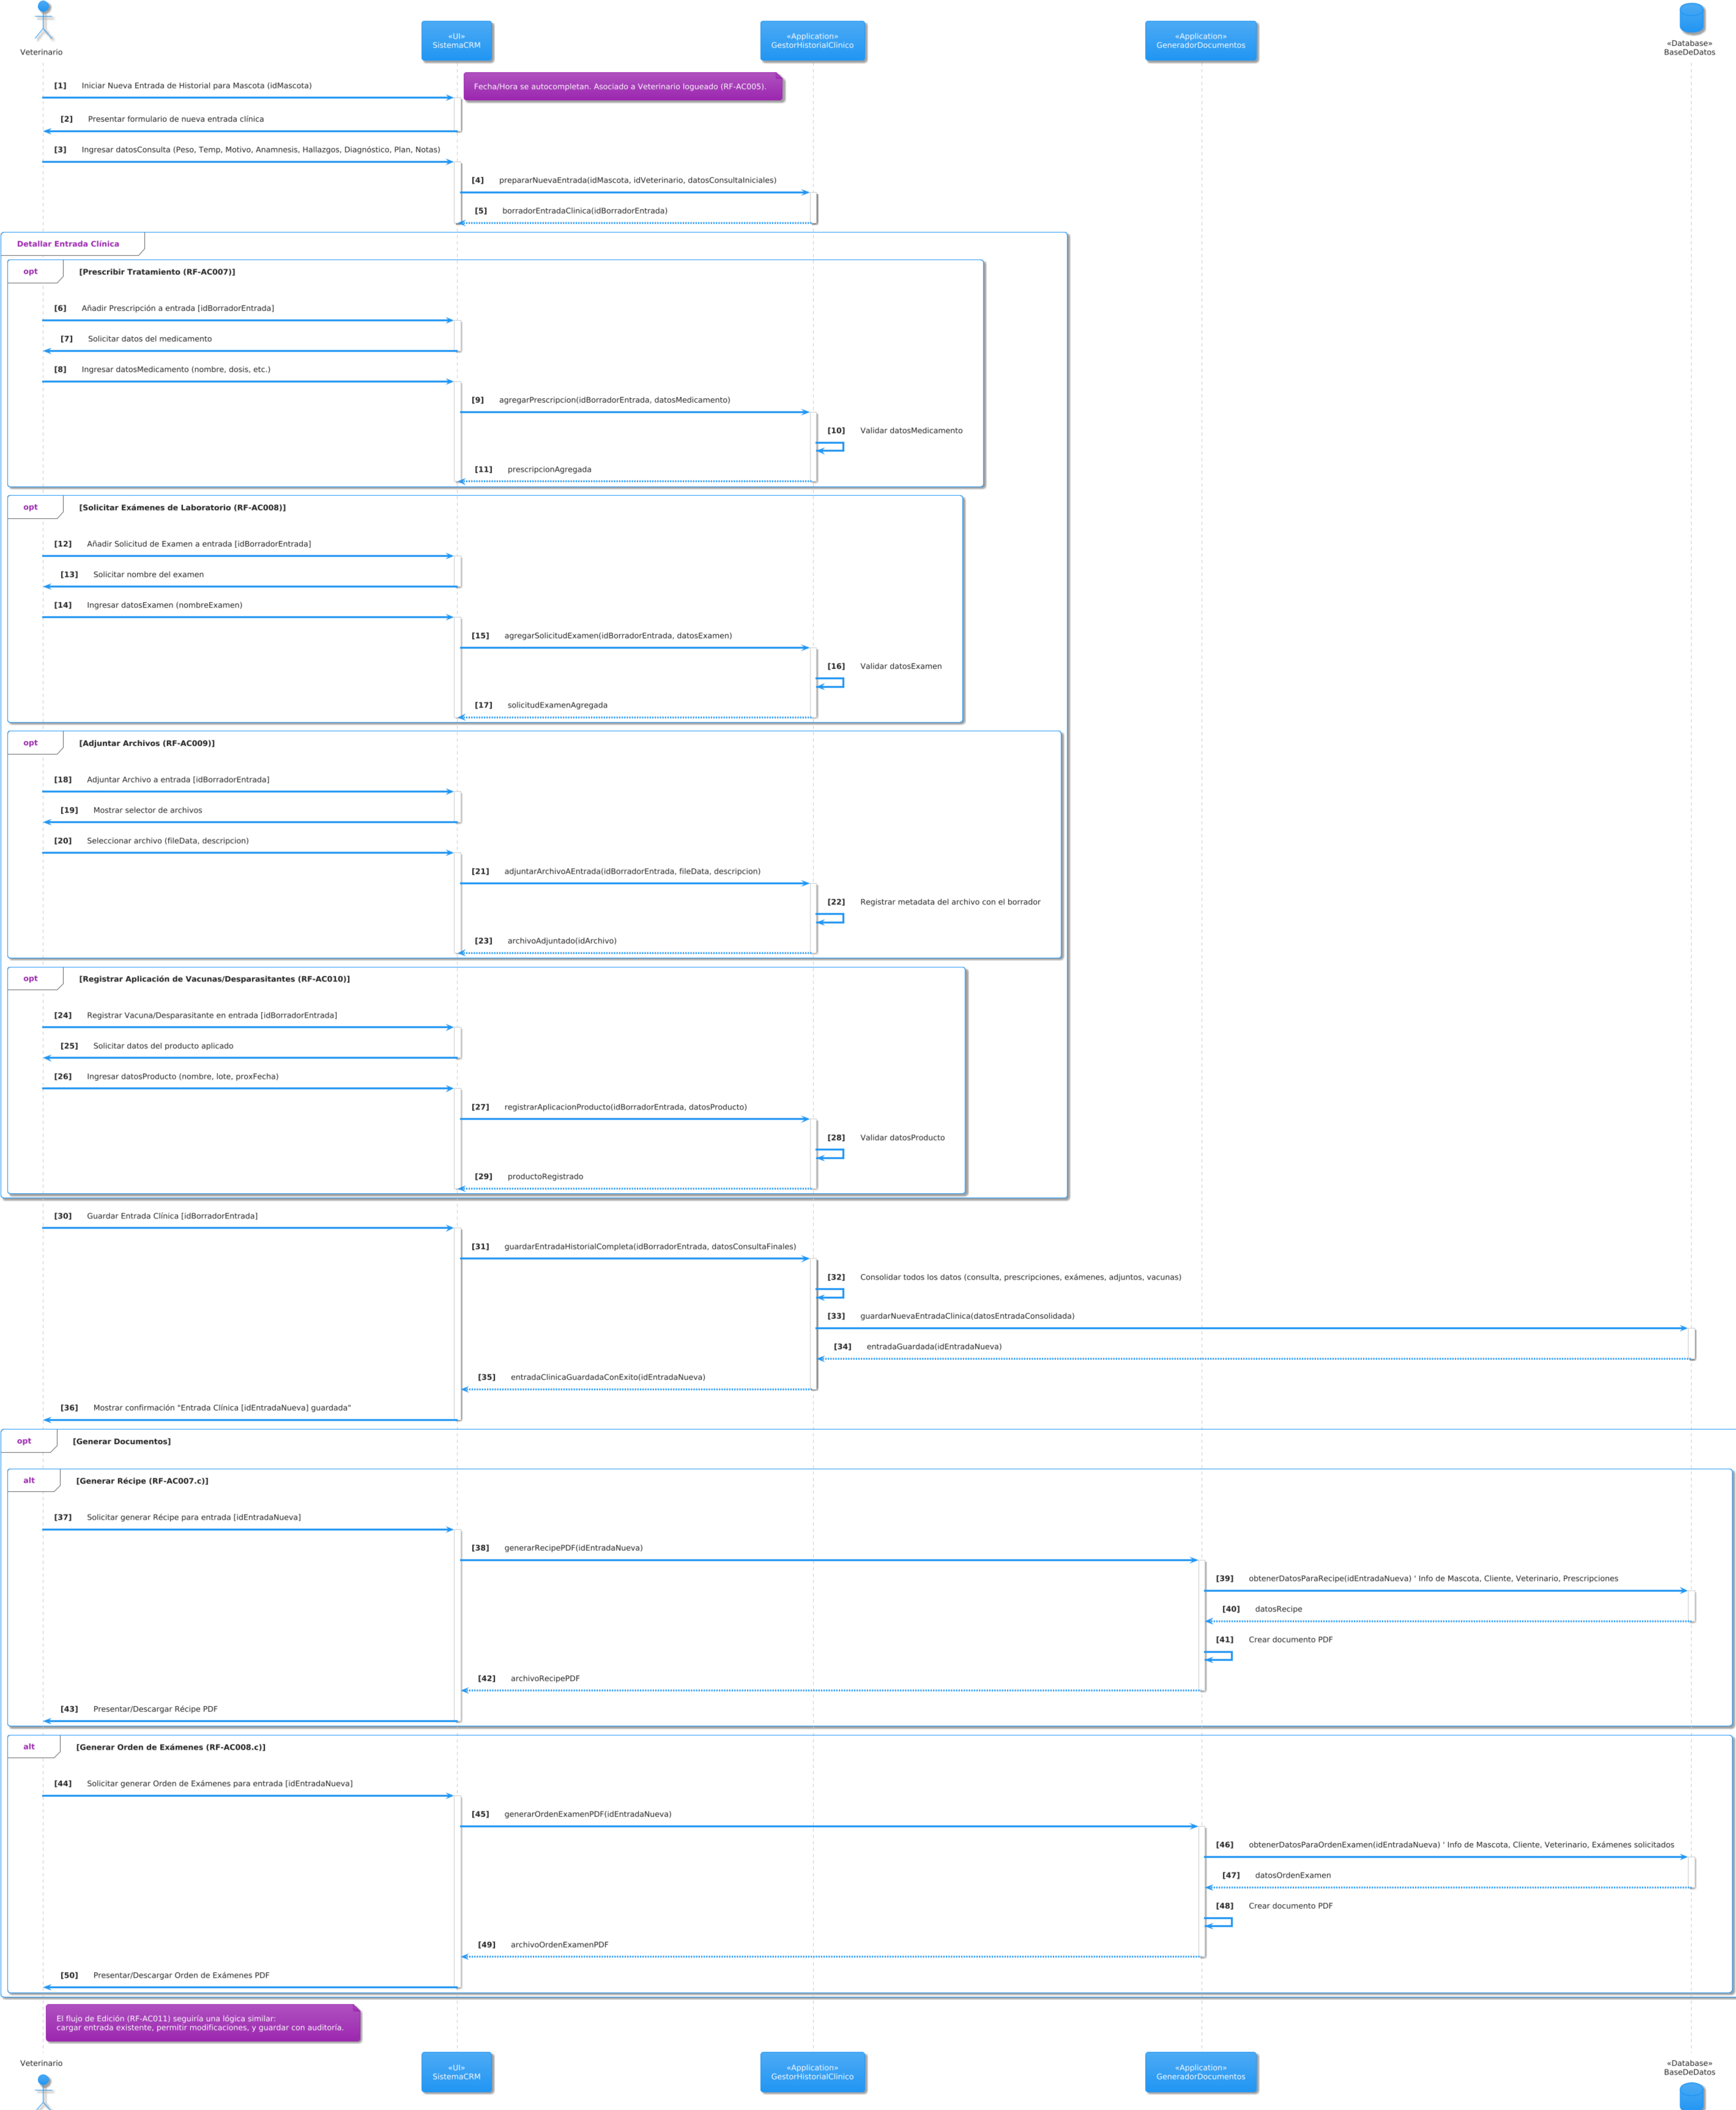 Veterinario
«UI»
SistemaCRM
«Application»
GestorHistorialClinico
«Application»
GeneradorDocumentos
«Database»
BaseDeDatos
[1] Iniciar Nueva Entrada de Historial para Mascota (idMascota)
Fecha/Hora se autocompletan. Asociado a Veterinario logueado (RF-AC005).
[2] Presentar formulario de nueva entrada clínica
[3] Ingresar datosConsulta (Peso, Temp, Motivo, Anamnesis, Hallazgos, Diagnóstico, Plan, Notas)
[4] prepararNuevaEntrada(idMascota, idVeterinario, datosConsultaIniciales)
[5] borradorEntradaClinica(idBorradorEntrada)
Detallar Entrada Clínica
opt [Prescribir Tratamiento (RF-AC007)]
[6] Añadir Prescripción a entrada [idBorradorEntrada]
[7] Solicitar datos del medicamento
[8] Ingresar datosMedicamento (nombre, dosis, etc.)
[9] agregarPrescripcion(idBorradorEntrada, datosMedicamento)
[10] Validar datosMedicamento
[11] prescripcionAgregada
opt [Solicitar Exámenes de Laboratorio (RF-AC008)]
[12] Añadir Solicitud de Examen a entrada [idBorradorEntrada]
[13] Solicitar nombre del examen
[14] Ingresar datosExamen (nombreExamen)
[15] agregarSolicitudExamen(idBorradorEntrada, datosExamen)
[16] Validar datosExamen
[17] solicitudExamenAgregada
opt [Adjuntar Archivos (RF-AC009)]
[18] Adjuntar Archivo a entrada [idBorradorEntrada]
[19] Mostrar selector de archivos
[20] Seleccionar archivo (fileData, descripcion)
[21] adjuntarArchivoAEntrada(idBorradorEntrada, fileData, descripcion)
[22] Registrar metadata del archivo con el borrador
[23] archivoAdjuntado(idArchivo)
opt [Registrar Aplicación de Vacunas/Desparasitantes (RF-AC010)]
[24] Registrar Vacuna/Desparasitante en entrada [idBorradorEntrada]
[25] Solicitar datos del producto aplicado
[26] Ingresar datosProducto (nombre, lote, proxFecha)
[27] registrarAplicacionProducto(idBorradorEntrada, datosProducto)
[28] Validar datosProducto
[29] productoRegistrado
[30] Guardar Entrada Clínica [idBorradorEntrada]
[31] guardarEntradaHistorialCompleta(idBorradorEntrada, datosConsultaFinales)
[32] Consolidar todos los datos (consulta, prescripciones, exámenes, adjuntos, vacunas)
[33] guardarNuevaEntradaClinica(datosEntradaConsolidada)
[34] entradaGuardada(idEntradaNueva)
[35] entradaClinicaGuardadaConExito(idEntradaNueva)
[36] Mostrar confirmación "Entrada Clínica [idEntradaNueva] guardada"
opt [Generar Documentos]
alt [Generar Récipe (RF-AC007.c)]
[37] Solicitar generar Récipe para entrada [idEntradaNueva]
[38] generarRecipePDF(idEntradaNueva)
[39] obtenerDatosParaRecipe(idEntradaNueva) ' Info de Mascota, Cliente, Veterinario, Prescripciones
[40] datosRecipe
[41] Crear documento PDF
[42] archivoRecipePDF
[43] Presentar/Descargar Récipe PDF
alt [Generar Orden de Exámenes (RF-AC008.c)]
[44] Solicitar generar Orden de Exámenes para entrada [idEntradaNueva]
[45] generarOrdenExamenPDF(idEntradaNueva)
[46] obtenerDatosParaOrdenExamen(idEntradaNueva) ' Info de Mascota, Cliente, Veterinario, Exámenes solicitados
[47] datosOrdenExamen
[48] Crear documento PDF
[49] archivoOrdenExamenPDF
[50] Presentar/Descargar Orden de Exámenes PDF
El flujo de Edición (RF-AC011) seguiría una lógica similar:
cargar entrada existente, permitir modificaciones, y guardar con auditoría.
Veterinario
«UI»
SistemaCRM
«Application»
GestorHistorialClinico
«Application»
GeneradorDocumentos
«Database»
BaseDeDatos